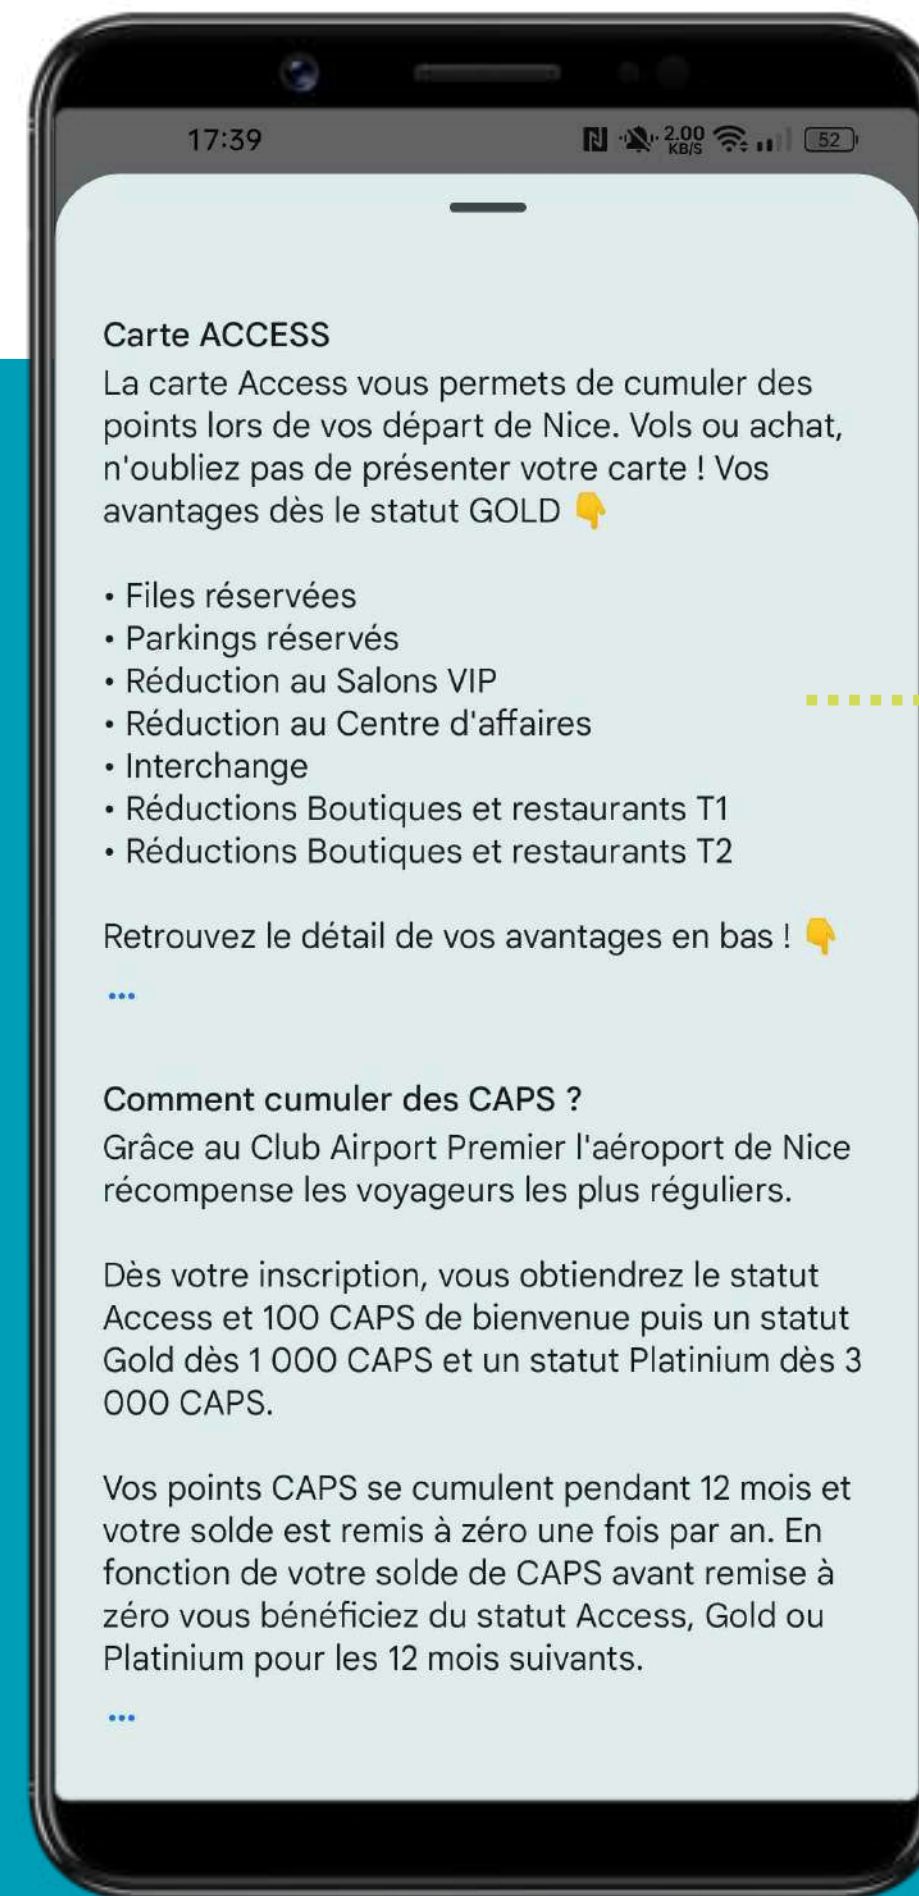 17:39
2.00
KB/S
52
Carte ACCESS
La carte Access vous permets de cumuler des
points lors de vos départ de Nice. Vols ou achat,
n'oubliez pas de présenter votre carte ! Vos
avantages dès le statut GOLD 👇
• Files réservées
• Parkings réservés
• Réduction au Salons VIP
• Réduction au Centre d'affaires
• Interchange
• Réductions Boutiques et restaurants T1
• Réductions Boutiques et restaurants T2
Retrouvez le détail de vos avantages en bas ! 👇
...
Comment cumuler des CAPS ?
Grâce au Club Airport Premier l'aéroport de Nice
récompense les voyageurs les plus réguliers.
Dès votre inscription, vous obtiendrez le statut
Access et 100 CAPS de bienvenue puis un statut
Gold dès 1 000 CAPS et un statut Platinium dès 3
000 CAPS.
Vos points CAPS se cumulent pendant 12 mois et
votre solde est remis à zéro une fois par an. En
fonction de votre solde de CAPS avant remise à
zéro vous bénéficiez du statut Access, Gold ou
Platinium pour les 12 mois suivants.
...